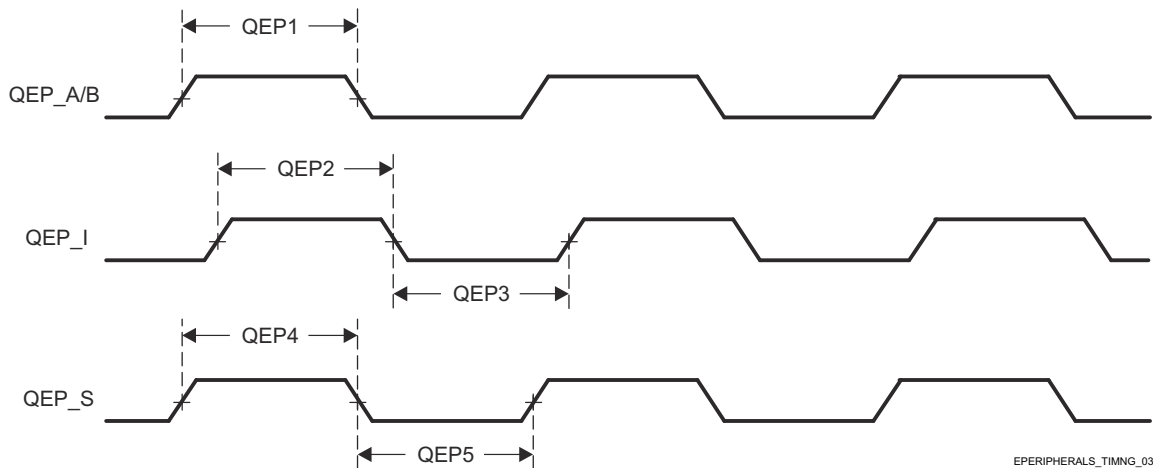 QEP1
QEP_A/B
QEP2
QEP_I
QEP3
QEP4
QEP_S
QEP5
EPERIPHERALS_TIMNG_03